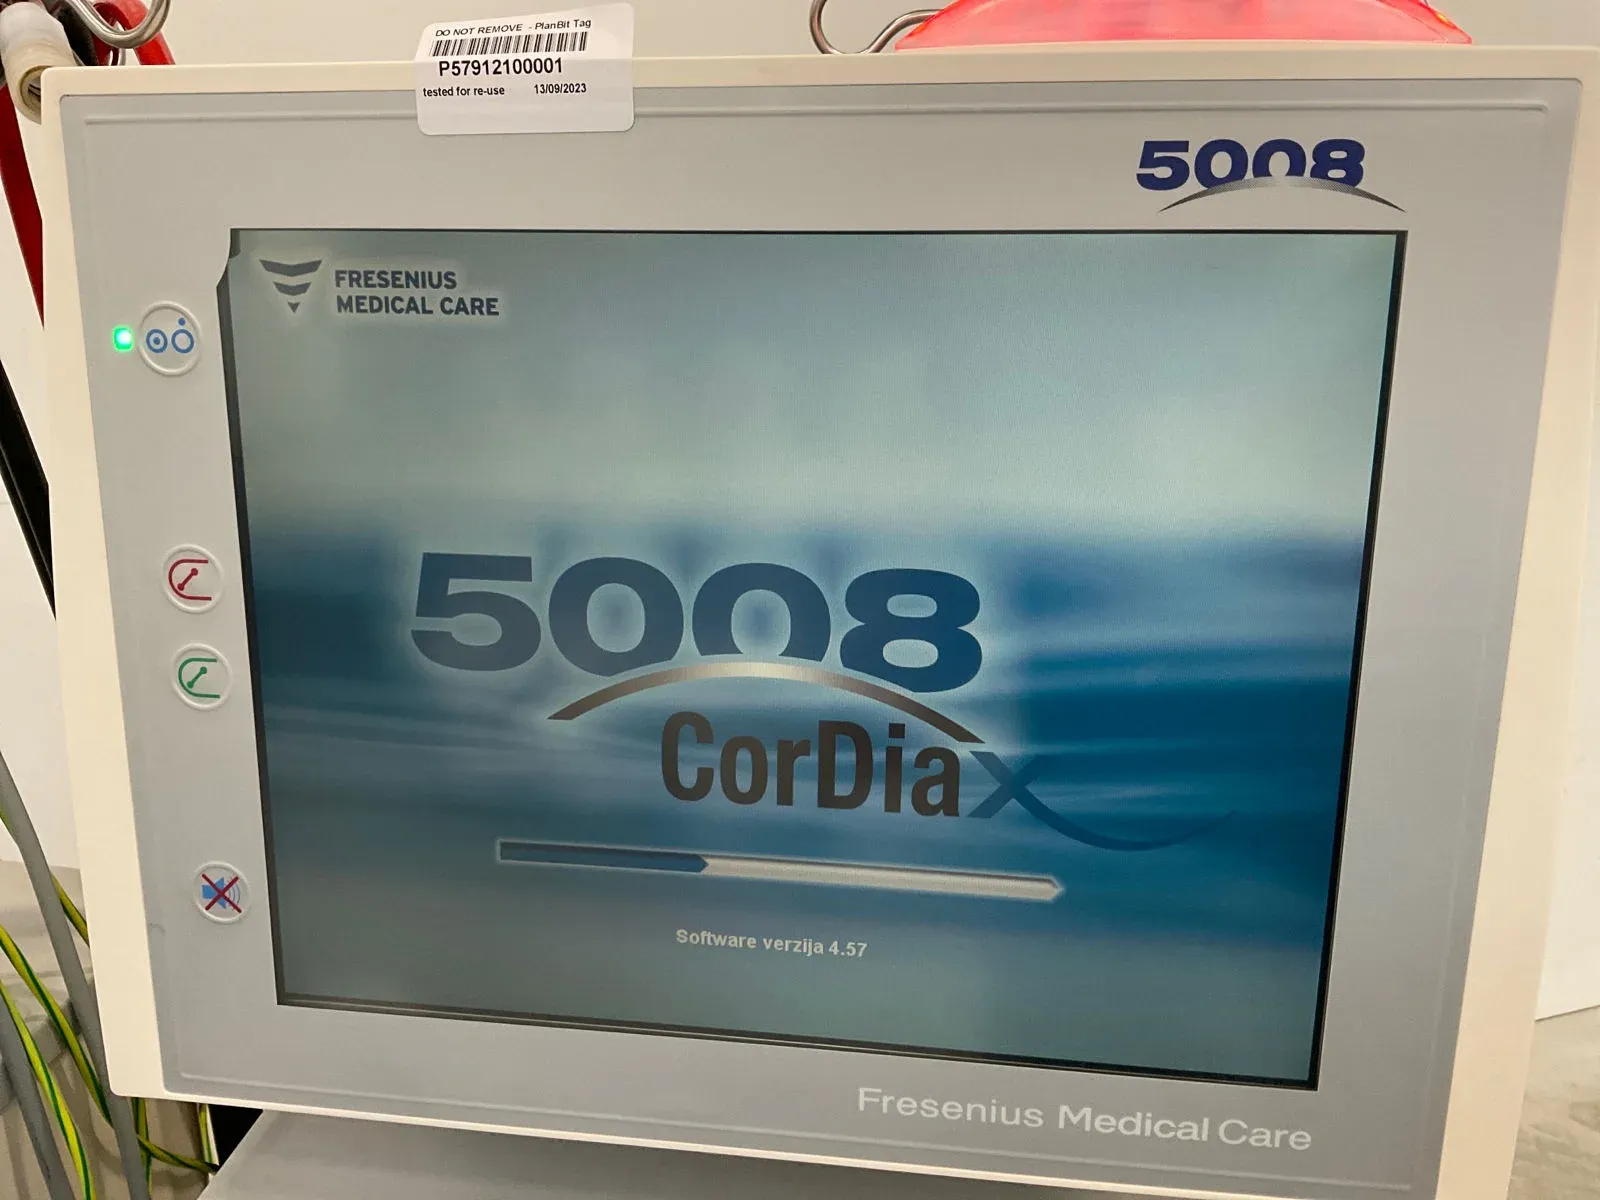 DO NOT REMOVE - PlanBit Tag
P57912100001
tested for re-use 13/09/2023
5008
FRESENIUS
MEDICAL CARE
5008
CorDiax
Software verzija 4.57
Fresenius Medical Care